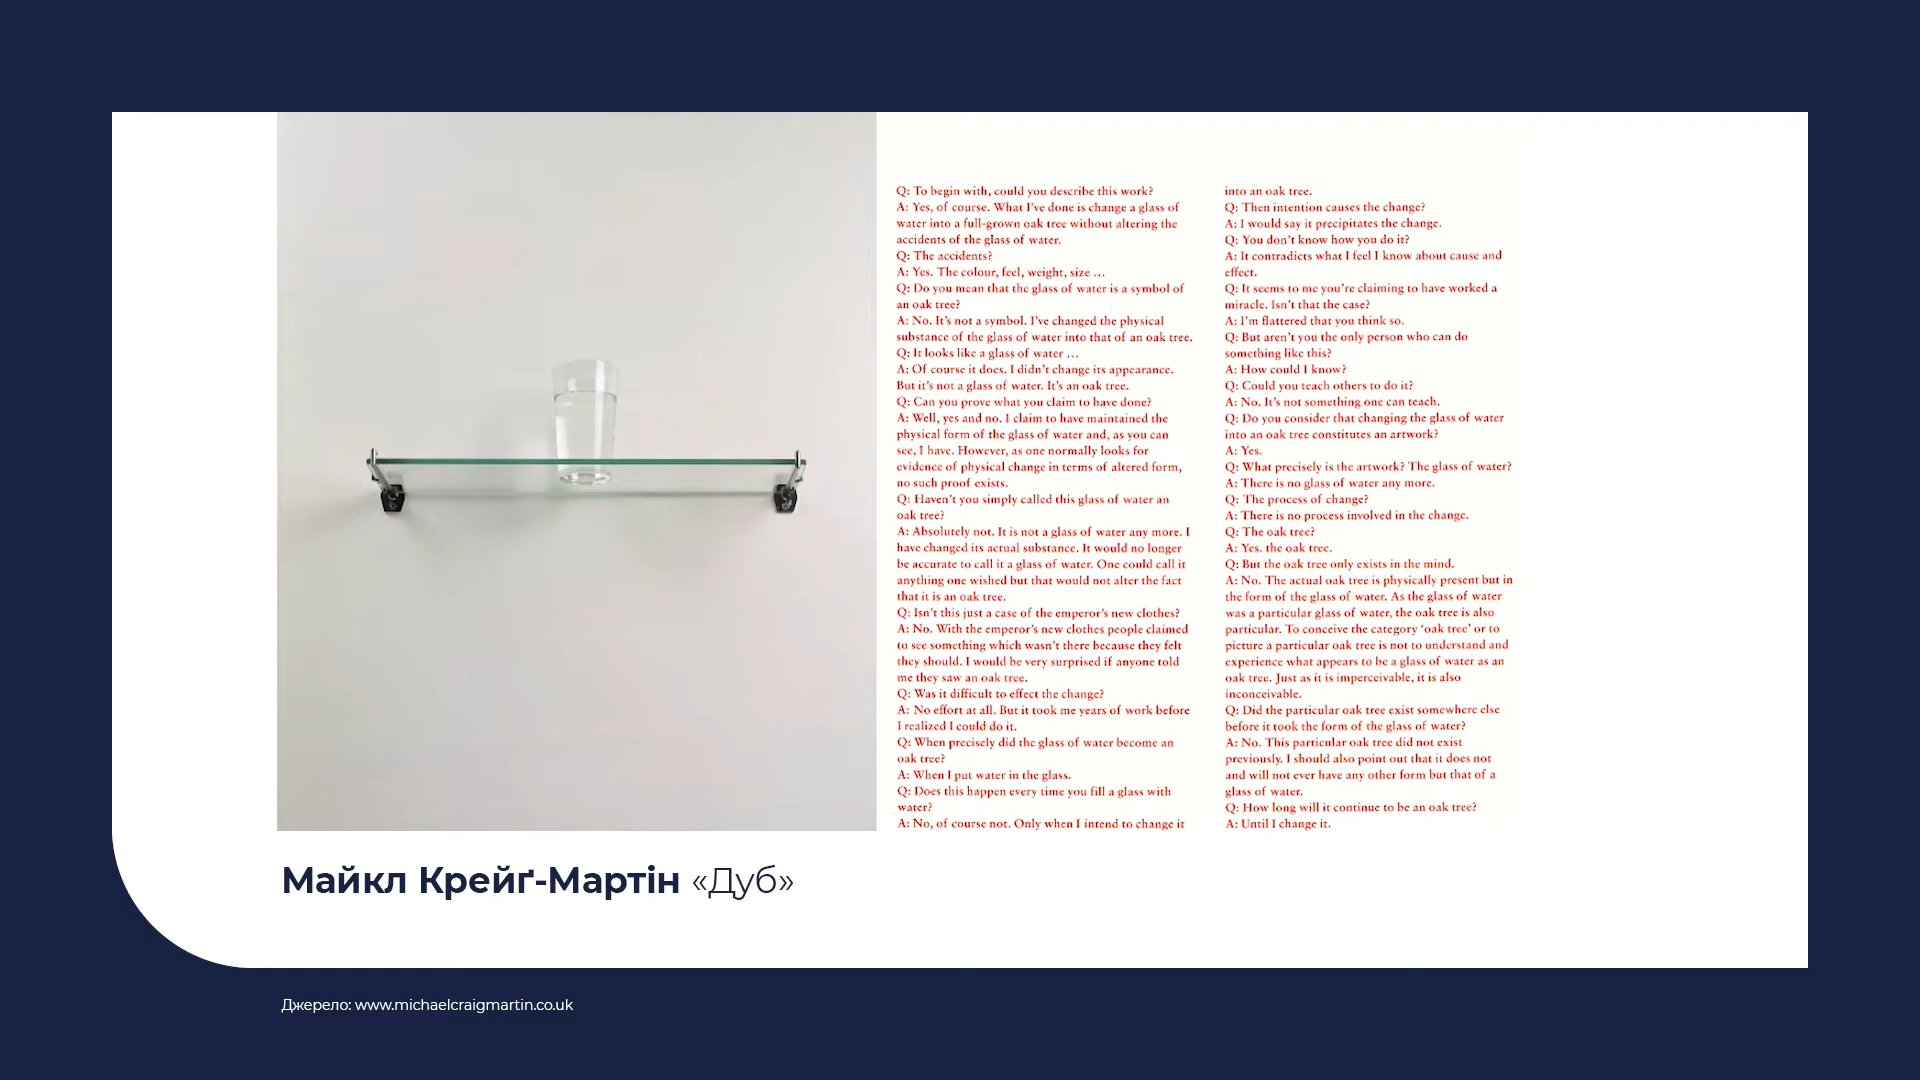 Q: To begin with, could you describe this work?
A: Yes, of course. What I've done is change a glass of
water into a full-grown oak tree without altering the
accidents of the glass of water.
Q: The accidents?
A: Yes. The colour, feel, weight, size ...
Q: Do you mean that the glass of water is a symbol of
an oak tree?
A: No. It's not a symbol. I've changed the physical
substance of the glass of water into that of an oak tree.
Q: It looks like a glass of water ...
A: Of course it does. I didn't change its appearance.
But it's not a glass of water. It's an oak tree.
Q: Can you prove what you claim to have done?
A: Well, yes and no. I claim to have maintained the
physical form of the glass of water and, as you can
see, I have. However, as one normally looks for
evidence of physical change in terms of altered form,
no such proof exists.
Q: Haven't you simply called this glass of water an
oak tree?
A: Absolutely not. It is not a glass of water any more. I
have changed its actual substance. It would no longer
be accurate to call it a glass of water. One could call it
anything one wished but that would not alter the fact
that it is an oak tree.
Q: Isn't this just a case of the emperor's new clothes?
A: No. With the emperor's new clothes people claimed
to see something which wasn't there because they felt
they should. I would be very surprised if anyone told
me they saw an oak tree.
Q: Was it difficult to effect the change?
A: No effort at all. But it took me years of work before
I realized I could do it.
Q: When precisely did the glass of water become an
oak tree?
A: When I put water in the glass.
Q: Does this happen every time you fill a glass with
water?
A: No, of course not. Only when I intend to change it
into an oak tree.
Q: Then intention causes the change?
A: I would say it precipitates the change.
Q: You don't know how you do it?
A: It contradicts what I feel I know about cause and
effect.
Q: It seems to me you're claiming to have worked a
miracle. Isn't that the case?
A: I'm flattered that you think so.
Q: But aren't you the only person who can do
something like this?
A: How could I know?
Q: Could you teach others to do it?
A: No. It's not something one can teach.
Q: Do you consider that changing the glass of water
into an oak tree constitutes an artwork?
A: Yes.
Q: What precisely is the artwork? The glass of water?
A: There is no glass of water any more.
Q: The process of change?
A: There is no process involved in the change.
Q: The oak tree?
A: Yes. the oak tree.
Q: But the oak tree only exists in the mind.
A: No. The actual oak tree is physically present but in
the form of the glass of water. As the glass of water
was a particular glass of water, the oak tree is also
particular. To conceive the category 'oak tree' or to
picture a particular oak tree is not to understand and
experience what appears to be a glass of water as an
oak tree. Just as it is imperceivable, it is also
inconceivable.
Q: Did the particular oak tree exist somewhere else
before it took the form of the glass of water?
A: No. This particular oak tree did not exist
previously. I should also point out that it does not
and will not ever have any other form but that of a
glass of water.
Q: How long will it continue to be an oak tree?
A: Until I change it.
Майкл Крейґ-Мартін «Дуб»
Джерело: www.michaelcraigmartin.co.uk